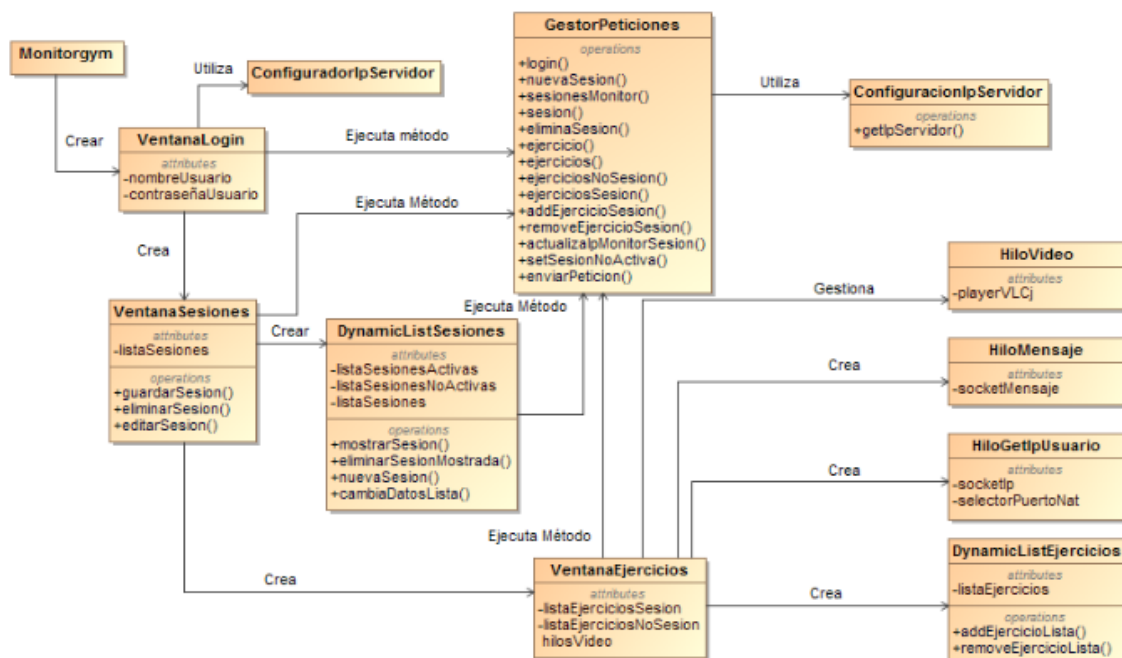 Monitorgym
Utiliza
ConfiguradorIpServidor
Crear
VentanaLogin
attributes
-nombreUsuario
-contraseñaUsuario
Ejecuta método
GestorPeticiones
operations
+login()
+nuevaSesion()
+sesionesMonitor()
+sesion()
+eliminaSesion()
+ejercicio()
+ejercicios()
+ejerciciosNoSesion()
+ejerciciosSesion()
+addEjercicioSesion()
+removeEjercicioSesion()
+actualizaIpMonitorSesion()
+setSesionNoActiva()
+enviarPeticion()
Utiliza
ConfiguracionIpServidor
operations
+getIpServidor()
Ejecuta Método
Crea
VentanaSesiones
attributes
-listaSesiones
operations
+guardarSesion()
+eliminarSesion()
+editarSesion()
Crear
DynamicListSesiones
attributes
-listaSesionesActivas
-listaSesionesNoActivas
-listaSesiones
operations
+mostrarSesion()
+eliminarSesionMostrada()
+nuevaSesion()
+cambiaDatosLista()
Ejecuta Método
Gestiona
HiloVideo
attributes
-playerVLCj
Crea
HiloMensaje
attributes
-socketMensaje
Crea
HiloGetIpUsuario
attributes
-socketIp
-selectorPuertoNat
Ejecuta Método
Crea
VentanaEjercicios
attributes
-listaEjerciciosSesion
-listaEjerciciosNoSesion
hilosVideo
Crea
DynamicListEjercicios
attributes
-listaEjercicios
operations
+addEjercicioLista()
+removeEjercicioLista()